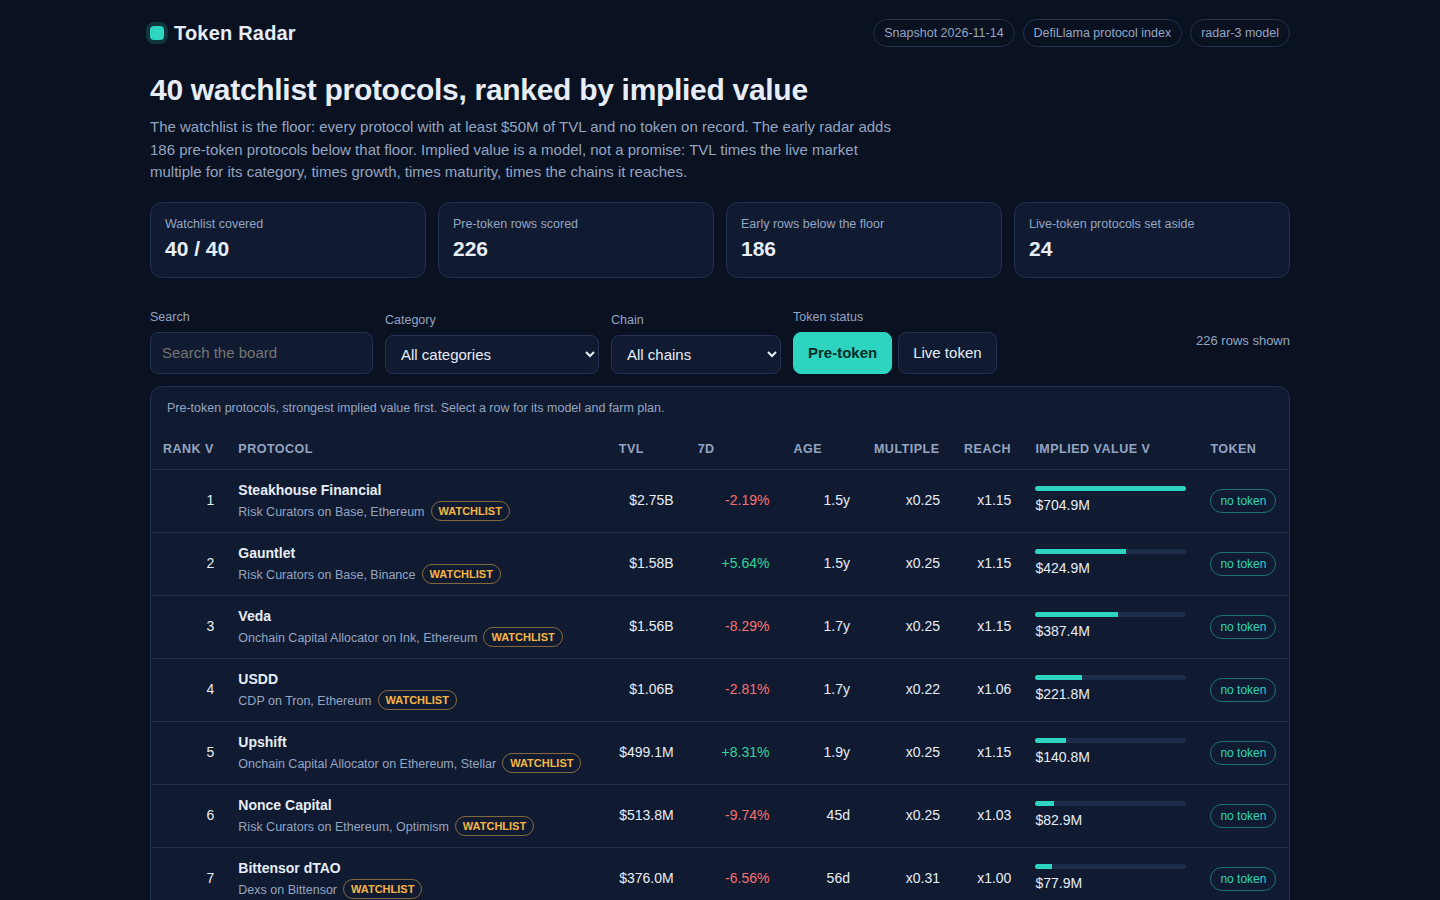 Token Radar
Snapshot 2026-11-14
DefiLlama protocol index
radar-3 model
40 watchlist protocols, ranked by implied value
The watchlist is the floor: every protocol with at least $50M of TVL and no token on record. The early radar adds
186 pre-token protocols below that floor. Implied value is a model, not a promise: TVL times the live market
multiple for its category, times growth, times maturity, times the chains it reaches.
Watchlist covered
40 / 40
Pre-token rows scored
226
Early rows below the floor
186
Live-token protocols set aside
24
Search
Search the board
Category
All categories
Chain
All chains
Token status
Pre-token
Live token
226 rows shown
Pre-token protocols, strongest implied value first. Select a row for its model and farm plan.
RANK V PROTOCOL TVL 7D AGE MULTIPLE REACH IMPLIED VALUE V TOKEN
1 Steakhouse Financial $2.75B -2.19% 1.5y x0.25 x1.15 $704.9M no token
Risk Curators on Base, Ethereum WATCHLIST
2 Gauntlet $1.58B +5.64% 1.5y x0.25 x1.15 $424.9M no token
Risk Curators on Base, Binance WATCHLIST
3 Veda $1.56B -8.29% 1.7y x0.25 x1.15 $387.4M no token
Onchain Capital Allocator on Ink, Ethereum WATCHLIST
4 USDD $1.06B -2.81% 1.7y x0.22 x1.06 $221.8M no token
CDP on Tron, Ethereum WATCHLIST
5 Upshift $499.1M +8.31% 1.9y x0.25 x1.15 $140.8M no token
Onchain Capital Allocator on Ethereum, Stellar WATCHLIST
6 Nonce Capital $513.8M -9.74% 45d x0.25 x1.03 $82.9M no token
Risk Curators on Ethereum, Optimism WATCHLIST
7 Bittensor dTAO $376.0M -6.56% 56d x0.31 x1.00 $77.9M no token
Dexs on Bittensor WATCHLIST